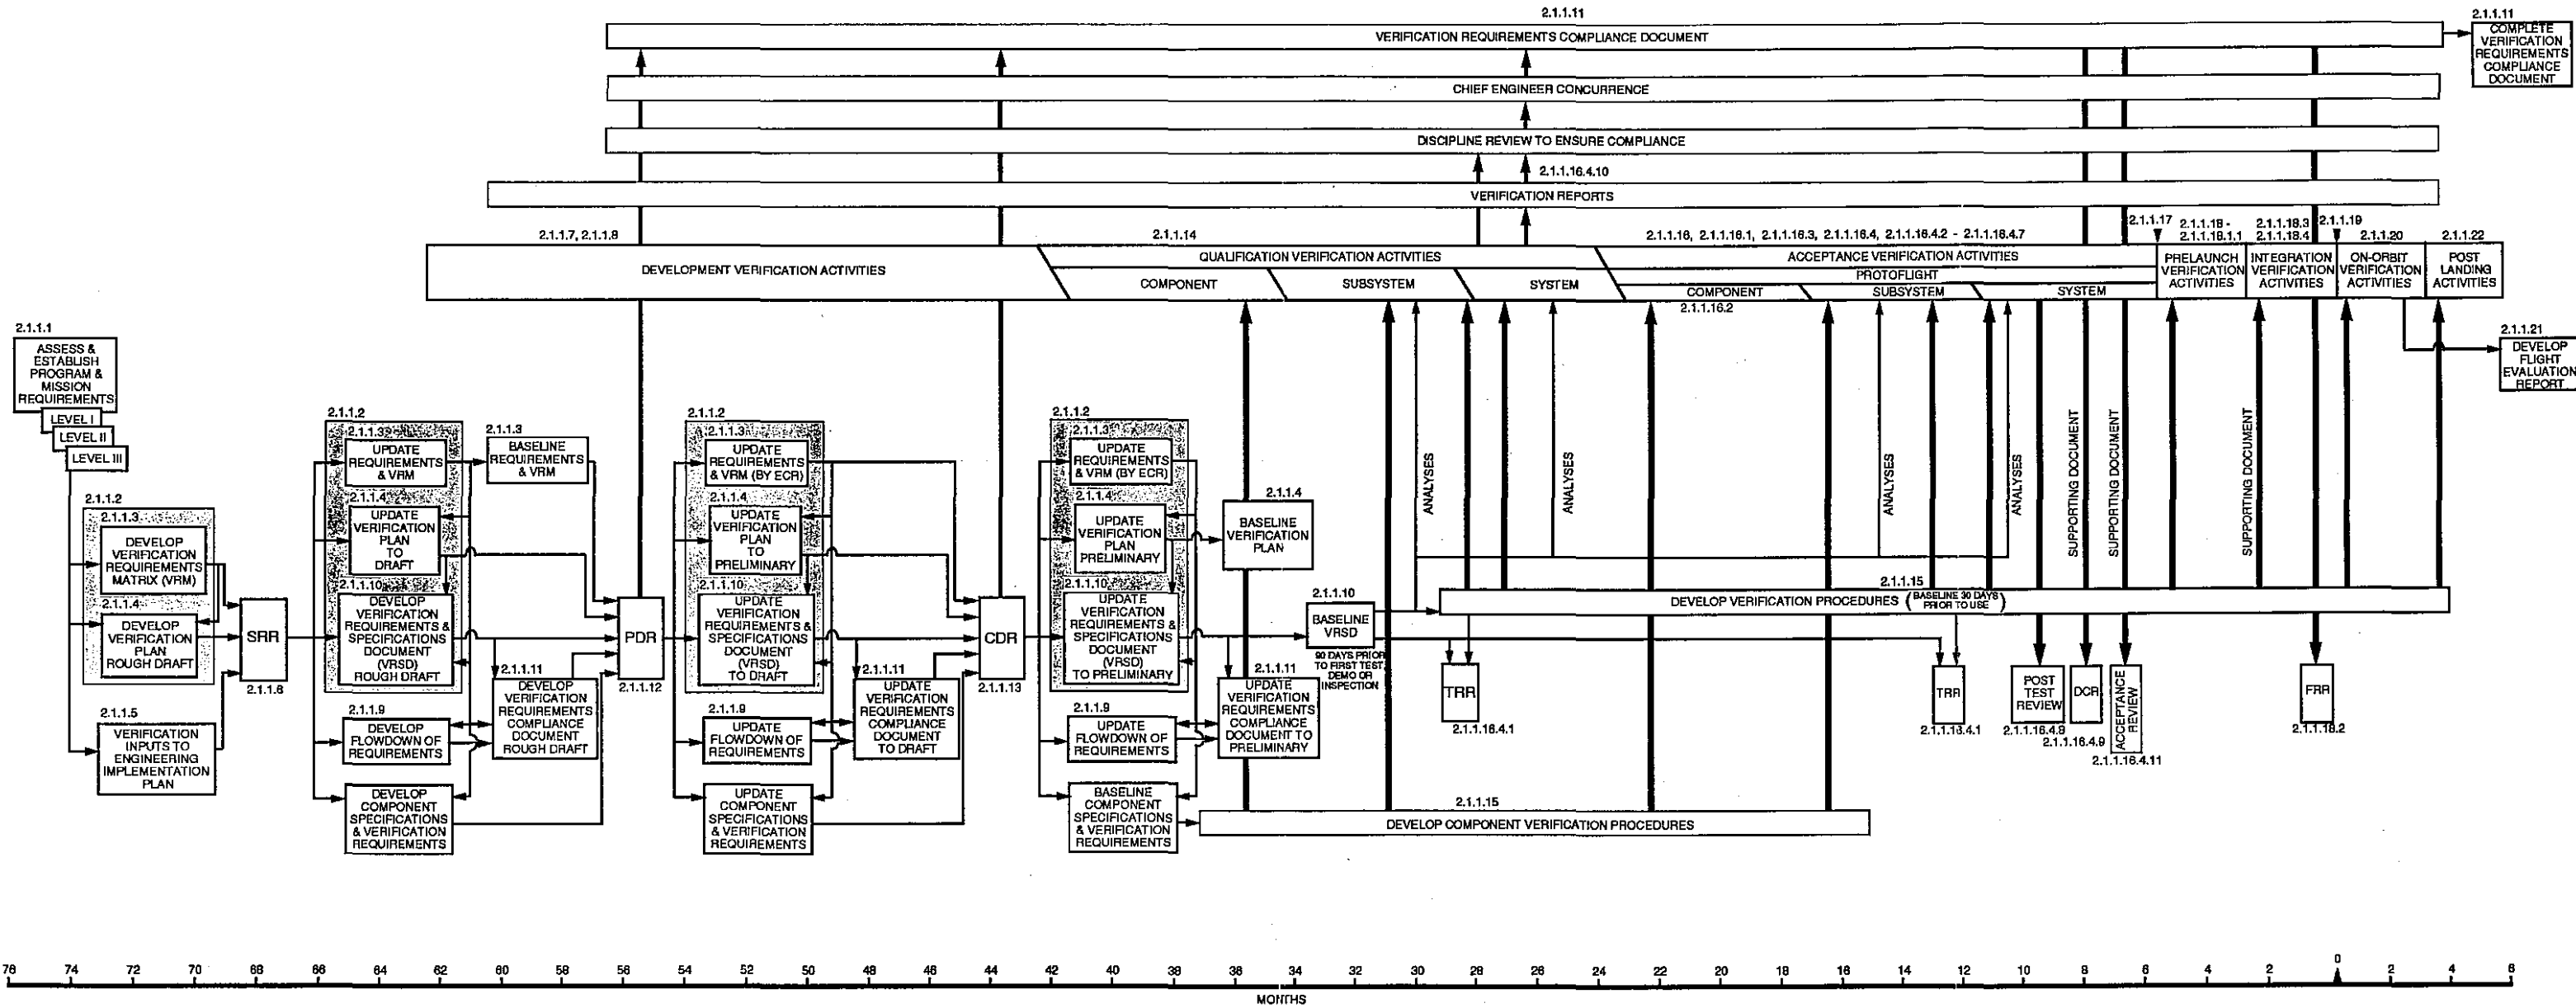 2.1.1.11
VERIFICATION REQUIREMENTS COMPLIANCE DOCUMENT
2.1.1.11
COMPLETE
VERIFICATION
REQUIREMENTS
COMPLIANCE
DOCUMENT
CHIEF ENGINEER CONCURRENCE
DISCIPLINE REVIEW TO ENSURE COMPLIANCE
2.1.1.16.4.10
VERIFICATION REPORTS
2.1.1.7, 2.1.1.8
DEVELOPMENT VERIFICATION ACTIVITIES
2.1.1.14
QUALIFICATION VERIFICATION ACTIVITIES
COMPONENT
SUBSYSTEM
SYSTEM
2.1.1.16, 2.1.1.16.1, 2.1.1.16.3, 2.1.1.16.4, 2.1.1.16.4.2 - 2.1.1.16.4.7
ACCEPTANCE VERIFICATION ACTIVITIES
PROTOFLIGHT
COMPONENT
SUBSYSTEM
SYSTEM
2.1.1.16.2
2.1.1.17
2.1.1.18 -
2.1.1.18.1.1
PRELAUNCH
VERIFICATION
ACTIVITIES
2.1.1.18.3
2.1.1.18.4
INTEGRATION
VERIFICATION
ACTIVITIES
2.1.1.19
2.1.1.20
ON-ORBIT
VERIFICATION
ACTIVITIES
2.1.1.22
POST
LANDING
ACTIVITIES
2.1.1.21
DEVELOP
FLIGHT
EVALUATION
REPORT
2.1.1.1
ASSESS &
ESTABLISH
PROGRAM &
MISSION
REQUIREMENTS
LEVEL I
LEVEL II
LEVEL III
2.1.1.2
2.1.1.3
DEVELOP
VERIFICATION
REQUIREMENTS
MATRIX (VRM)
2.1.1.4
DEVELOP
VERIFICATION
PLAN
ROUGH DRAFT
2.1.1.5
VERIFICATION
INPUTS TO
ENGINEERING
IMPLEMENTATION
PLAN
SRR
2.1.1.6
2.1.1.2
2.1.1.3
UPDATE
REQUIREMENTS
& VRM
2.1.1.4
UPDATE
VERIFICATION
PLAN
TO
DRAFT
2.1.1.10
DEVELOP
VERIFICATION
REQUIREMENTS &
SPECIFICATIONS
DOCUMENT
(VRSD)
ROUGH DRAFT
2.1.1.9
DEVELOP
FLOWDOWN OF
REQUIREMENTS
DEVELOP
COMPONENT
SPECIFICATIONS
& VERIFICATION
REQUIREMENTS
2.1.1.3
BASELINE
REQUIREMENTS
& VRM
2.1.1.11
DEVELOP
VERIFICATION
REQUIREMENTS
COMPLIANCE
DOCUMENT
ROUGH DRAFT
PDR
2.1.1.12
2.1.1.2
2.1.1.3
UPDATE
REQUIREMENTS
& VRM (BY ECR)
2.1.1.4
UPDATE
VERIFICATION
PLAN
TO
PRELIMINARY
2.1.1.10
UPDATE
VERIFICATION
REQUIREMENTS &
SPECIFICATIONS
DOCUMENT
(VRSD)
TO DRAFT
2.1.1.9
UPDATE
FLOWDOWN OF
REQUIREMENTS
UPDATE
COMPONENT
SPECIFICATIONS
& VERIFICATION
REQUIREMENTS
2.1.1.11
UPDATE
VERIFICATION
REQUIREMENTS
COMPLIANCE
DOCUMENT
TO DRAFT
CDR
2.1.1.13
2.1.1.2
2.1.1.3
UPDATE
REQUIREMENTS
& VRM (BY ECR)
2.1.1.4
UPDATE
VERIFICATION
PLAN
PRELIMINARY
2.1.1.10
UPDATE
VERIFICATION
REQUIREMENTS &
SPECIFICATIONS
DOCUMENT
(VRSD)
TO PRELIMINARY
2.1.1.9
UPDATE
FLOWDOWN OF
REQUIREMENTS
BASELINE
COMPONENT
SPECIFICATIONS
& VERIFICATION
REQUIREMENTS
2.1.1.4
BASELINE
VERIFICATION
PLAN
2.1.1.11
UPDATE
VERIFICATION
REQUIREMENTS
COMPLIANCE
DOCUMENT TO
PRELIMINARY
2.1.1.10
BASELINE
VRSD
90 DAYS PRIOR
TO FIRST TEST,
DEMO OR
INSPECTION
ANALYSES
ANALYSES
ANALYSES
ANALYSES
SUPPORTING DOCUMENT
SUPPORTING DOCUMENT
SUPPORTING DOCUMENT
2.1.1.15
DEVELOP VERIFICATION PROCEDURES (BASELINE 30 DAYS
PRIOR TO USE)
TRR
2.1.1.16.4.1
TRR
2.1.1.16.4.1
POST
TEST
REVIEW
2.1.1.16.4.8
DCR
2.1.1.16.4.9
ACCEPTANCE
REVIEW
2.1.1.16.4.11
FRR
2.1.1.18.2
2.1.1.15
DEVELOP COMPONENT VERIFICATION PROCEDURES
76 74 72 70 68 66 64 62 60 58 56 54 52 50 48 46 44 42 40 38 36 34 32 30 28 26 24 22 20 18 16 14 12 10 8 6 4 2 0 2 4 6
MONTHS